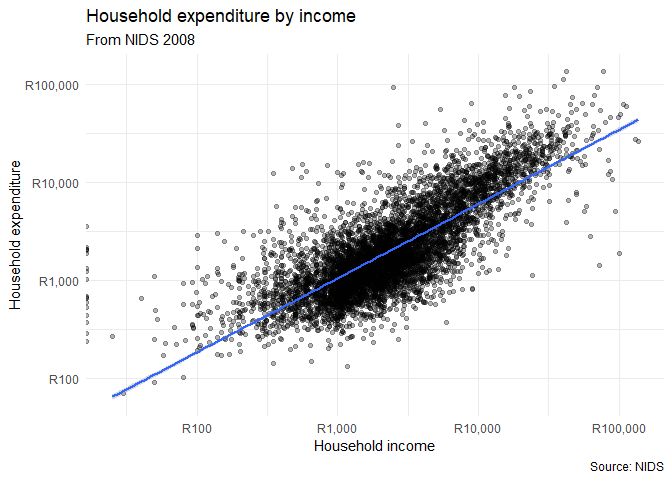 Household expenditure by income
From NIDS 2008
Household expenditure
R100,000
R10,000
R1,000
R100
R100
R1,000
R10,000
R100,000
Household income
Source: NIDS